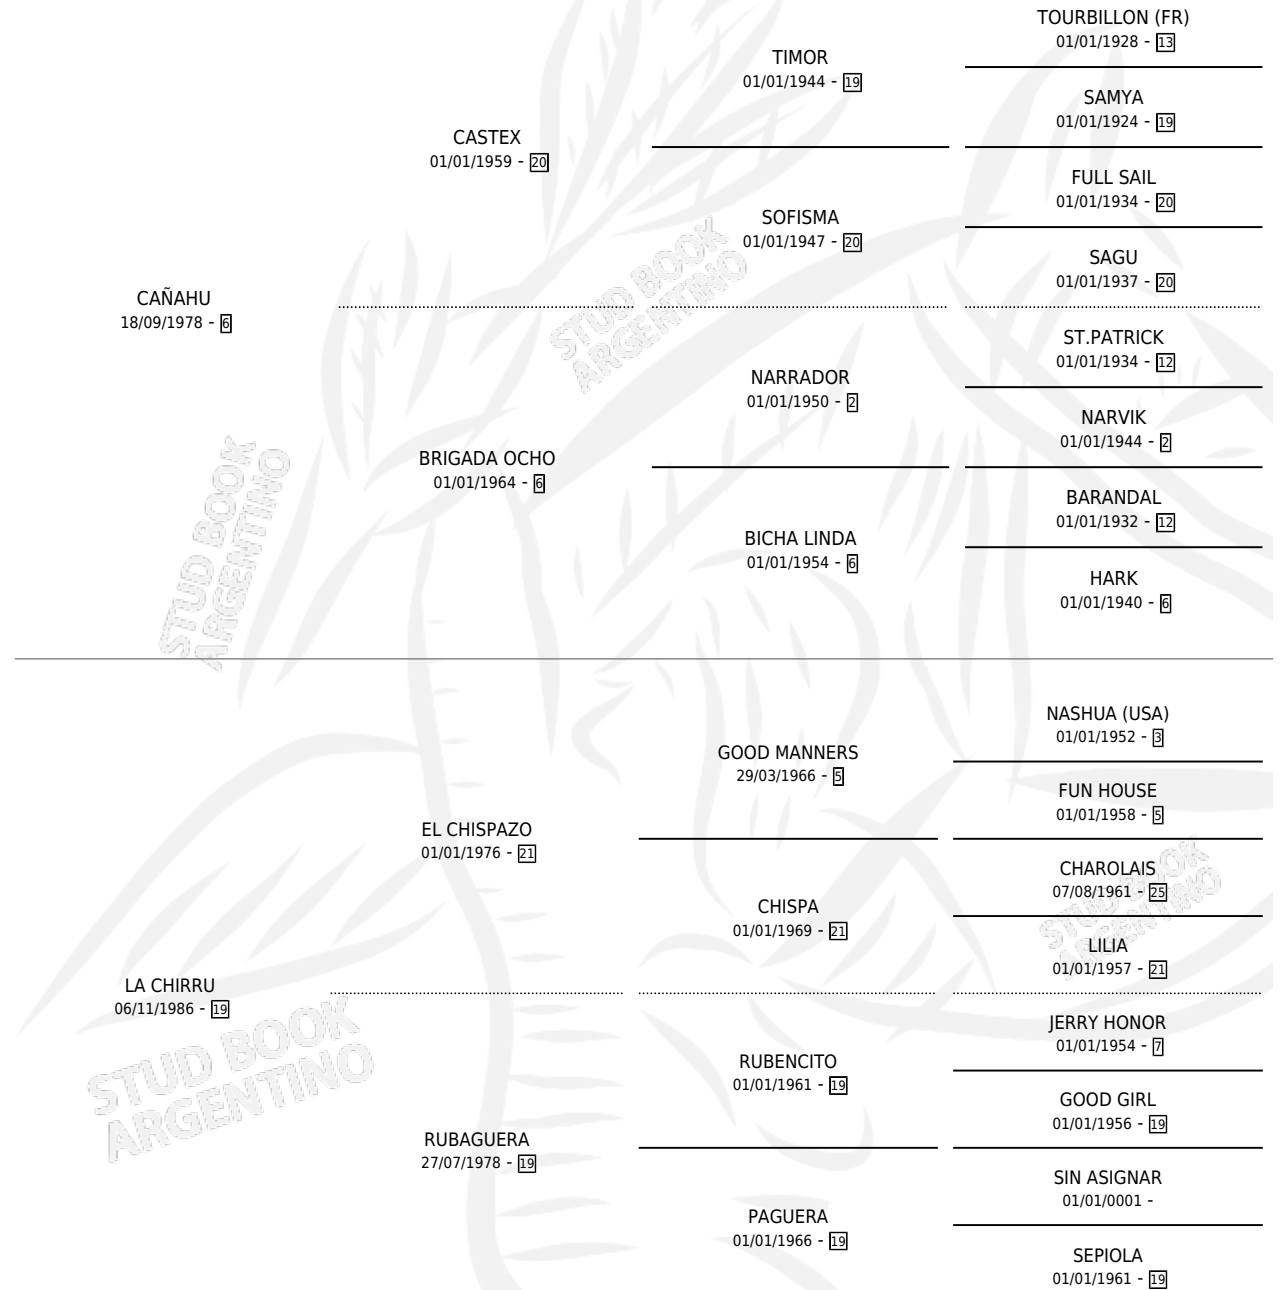 TOURBILLON (FR)
01/01/1928 - 13
TIMOR
01/01/1944 - 19
SAMYA
01/01/1924 - 19
CASTEX
01/01/1959 - 20
FULL SAIL
01/01/1934 - 20
SOFISMA
01/01/1947 - 20
SAGU
01/01/1937 - 20
CAÑAHU
18/09/1978 - 6
ST.PATRICK
01/01/1934 - 12
NARRADOR
01/01/1950 - 2
NARVIK
01/01/1944 - 2
BRIGADA OCHO
01/01/1964 - 6
BARANDAL
01/01/1932 - 12
BICHA LINDA
01/01/1954 - 6
HARK
01/01/1940 - 6
STUD BOOK
ARGENTINO
STUD BOOK
ARGENTINO
NASHUA (USA)
01/01/1952 - 3
GOOD MANNERS
29/03/1966 - 5
FUN HOUSE
01/01/1958 - 5
EL CHISPAZO
01/01/1976 - 21
CHAROLAIS
07/08/1961 - 25
CHISPA
01/01/1969 - 21
LILIA
01/01/1957 - 21
LA CHIRRU
06/11/1986 - 19
JERRY HONOR
01/01/1954 - 7
RUBENCITO
01/01/1961 - 19
GOOD GIRL
01/01/1956 - 19
RUBAGUERA
27/07/1978 - 19
SIN ASIGNAR
01/01/0001 -
PAGUERA
01/01/1966 - 19
SEPIOLA
01/01/1961 - 19
STUD BOOK
ARGENTINO
STUD BOOK
ARGENTINO